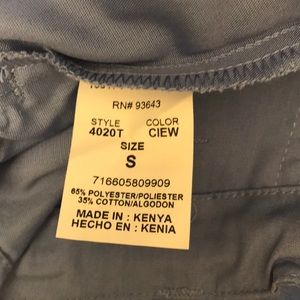 RN# 93643
STYLE COLOR
4020T CIEW
SIZE
S
716605809909
65% POLYESTER/POLIESTER
35% COTTON/ALGODON
MADE IN : KENYA
HECHO EN : KENIA